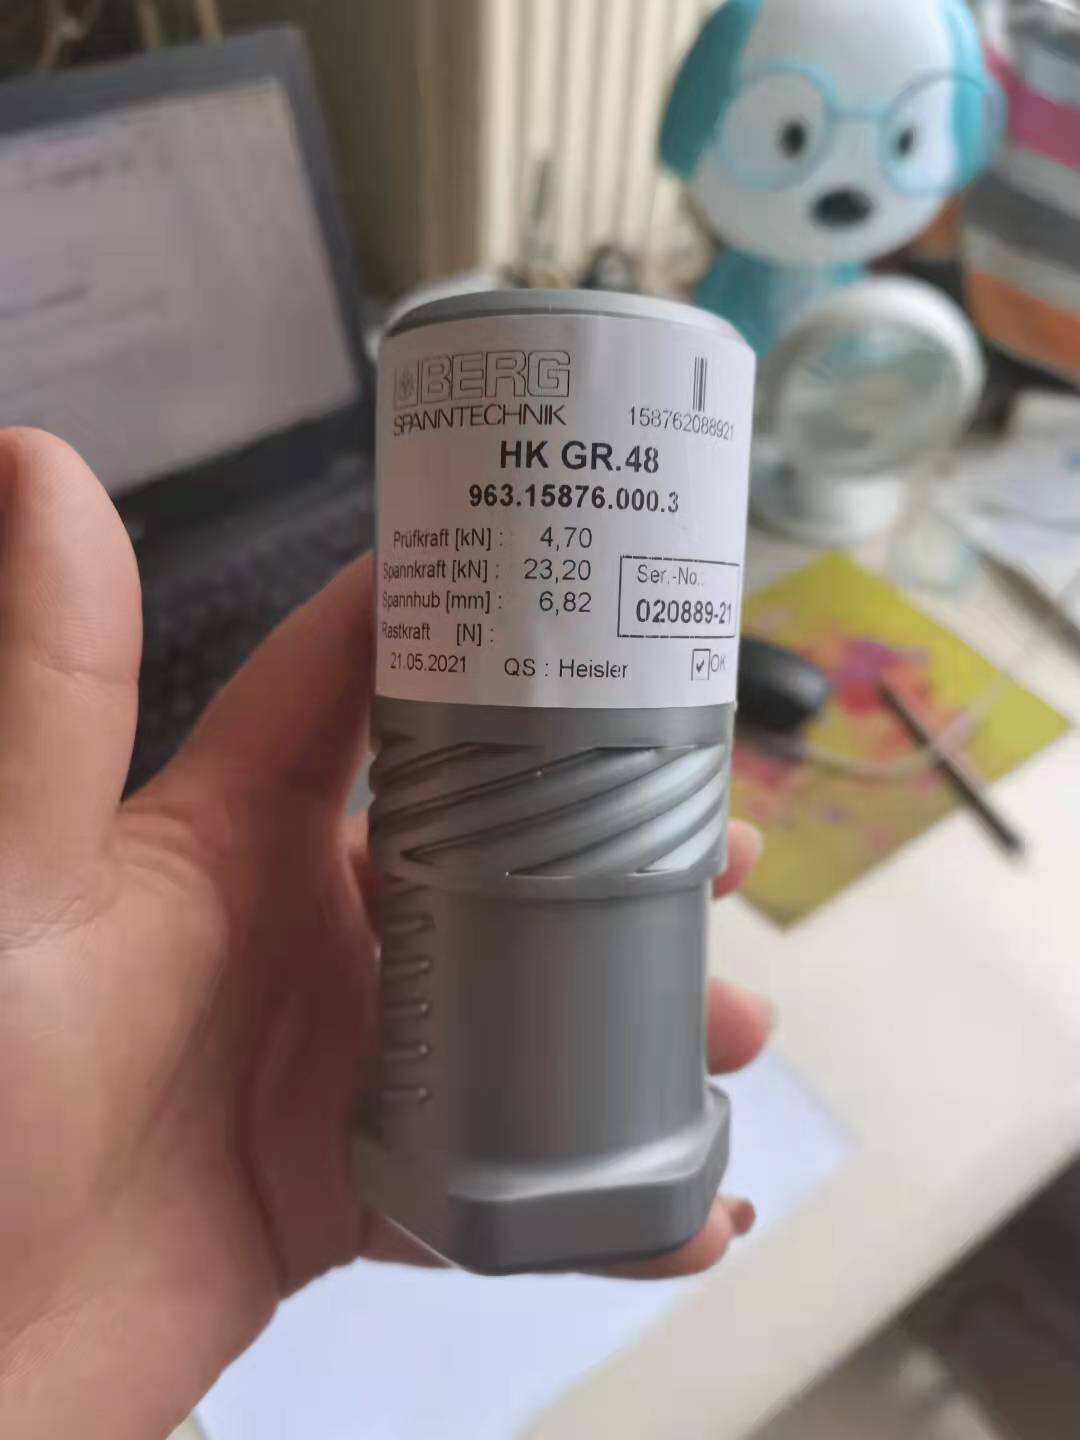 BERG
SPANNTECHNIK
158762088921
HK GR.48
963.15876.000.3
Prüfkraft [kN] : 4,70
Spannkraft [kN] : 23,20
Spannhub [mm] : 6,82
Rastkraft [N] :
Ser.-No.:
020889-21
21.05.2021 QS : Heisler OK